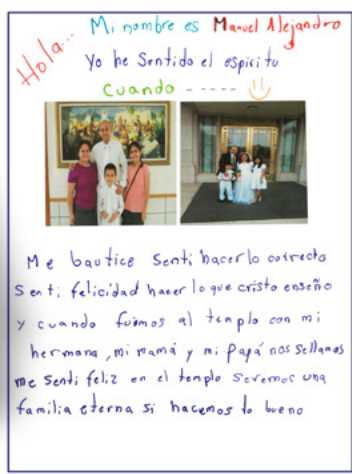 Hola...
Mi nombre es Manuel Alejandro
Yo he Sentido el espiritu
cuando -----
Me bautice Senti hacer lo correcto
Senti felicidad hacer lo que cristo enseño
y cuando fuimos al templo con mi
hermana, mi mamá y mi papá nos sellamos
me Senti feliz en el templo Seremos una
familia eterna si hacemos lo bueno